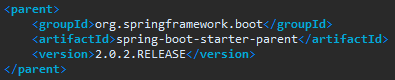 <parent>
<groupId>org.springframework.boot</groupId>
<artifactId>spring-boot-starter-parent</artifactId>
<version>2.0.2.RELEASE</version>
</parent>